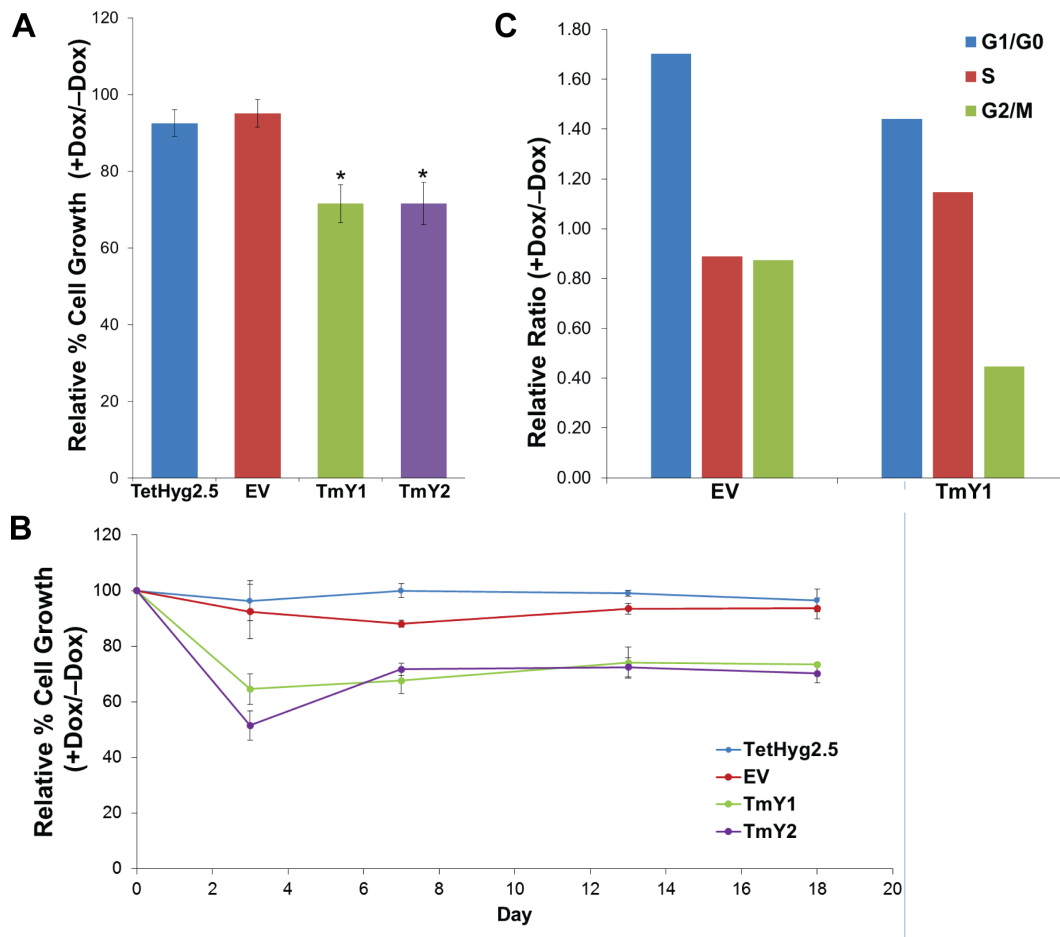 A
Relative % Cell Growth (+Dox/–Dox)
120
100
80
60
40
20
0
*
*
TetHyg2.5 EV TmY1 TmY2
C
Relative Ratio (+Dox/–Dox)
1.80
1.60
1.40
1.20
1.00
0.80
0.60
0.40
0.20
0.00
G1/G0
S
G2/M
EV TmY1
B
Relative % Cell Growth
(+Dox/–Dox)
120
100
80
60
40
20
0
0 2 4 6 8 10 12 14 16 18 20
Day
TetHyg2.5
EV
TmY1
TmY2